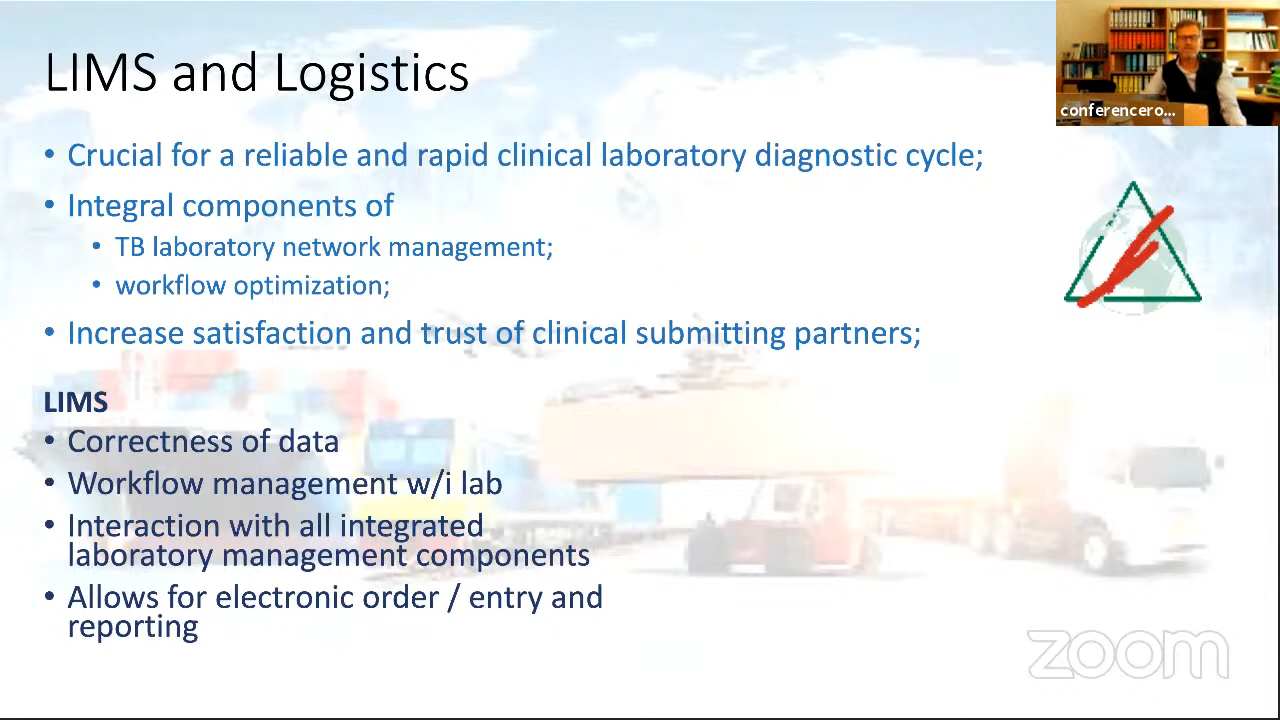 LIMS and Logistics
conferencero...
• Crucial for a reliable and rapid clinical laboratory diagnostic cycle;
• Integral components of
• TB laboratory network management;
• workflow optimization;
• Increase satisfaction and trust of clinical submitting partners;
LIMS
• Correctness of data
• Workflow management w/i lab
• Interaction with all integrated
laboratory management components
• Allows for electronic order / entry and
reporting
zoom